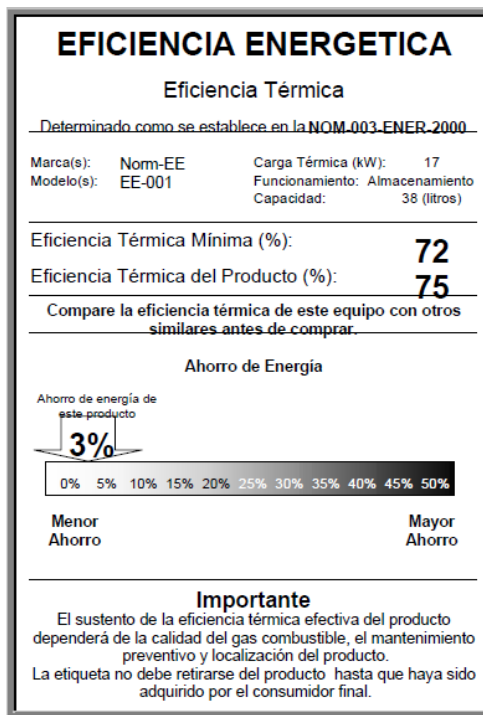 EFICIENCIA ENERGETICA
Eficiencia Térmica
Determinado como se establece en la NOM-003-ENER-2000
Marca(s): Norm-EE Carga Térmica (kW): 17
Modelo(s): EE-001 Funcionamiento: Almacenamiento
Capacidad: 38 (litros)
Eficiencia Térmica Mínima (%): 72
Eficiencia Térmica del Producto (%): 75
Compare la eficiencia térmica de este equipo con otros
similares antes de comprar.
Ahorro de Energía
Ahorro de energía de
este producto
3%
0% 5% 10% 15% 20% 25% 30% 35% 40% 45% 50%
Menor Mayor
Ahorro Ahorro
Importante
El sustento de la eficiencia térmica efectiva del producto
dependerá de la calidad del gas combustible, el mantenimiento
preventivo y localización del producto.
La etiqueta no debe retirarse del producto hasta que haya sido
adquirido por el consumidor final.